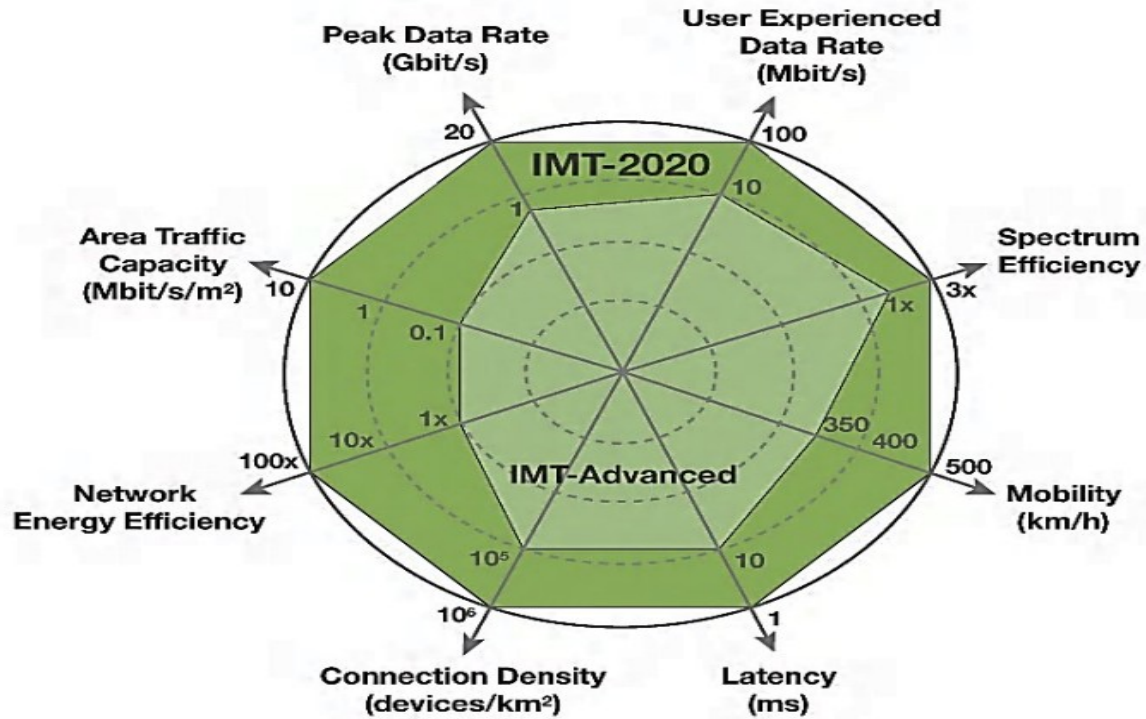 Peak Data Rate
(Gbit/s)
User Experienced
Data Rate
(Mbit/s)
20
100
IMT-2020
10
1
Area Traffic
Capacity
(Mbit/s/m²)
Spectrum
Efficiency
10
1
0.1
1x
3x
1x
10x
100x
350
400
500
Network
Energy Efficiency
IMT-Advanced
Mobility
(km/h)
10⁵
10
10⁶
1
Connection Density
(devices/km²)
Latency
(ms)